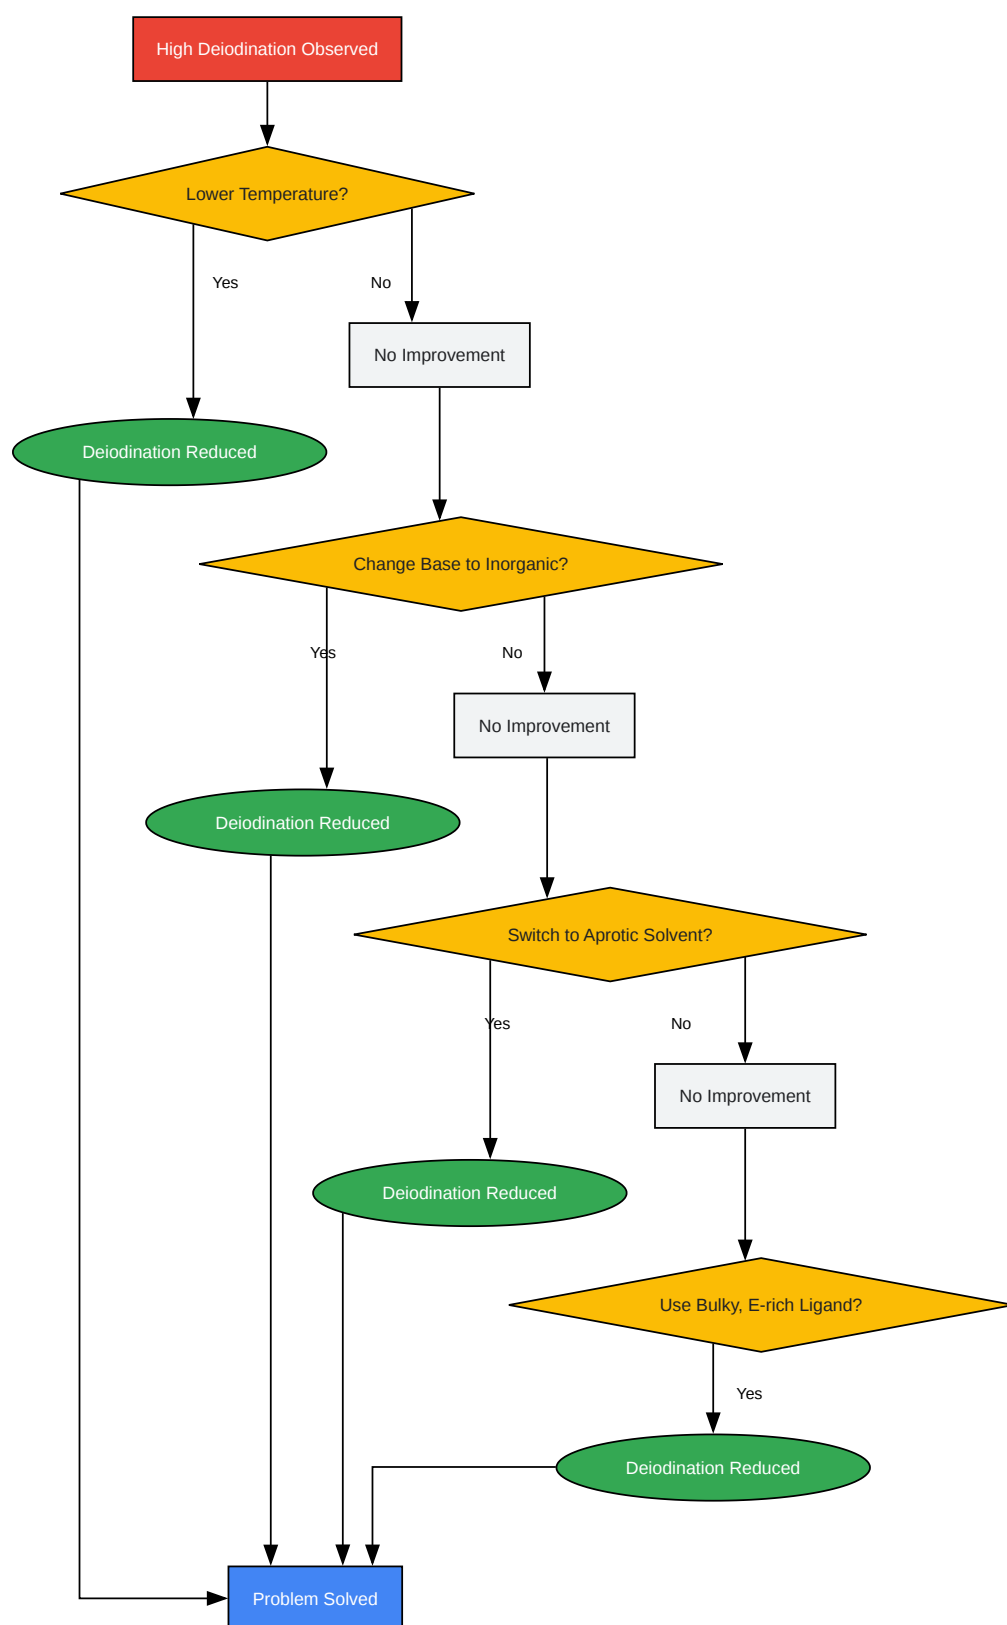 High Deiodination Observed
Lower Temperature?
Yes
No
No Improvement
Deiodination Reduced
Change Base to Inorganic?
Yes
No
No Improvement
Deiodination Reduced
Switch to Aprotic Solvent?
Yes
No
No Improvement
Deiodination Reduced
Use Bulky, E-rich Ligand?
Yes
Deiodination Reduced
Problem Solved